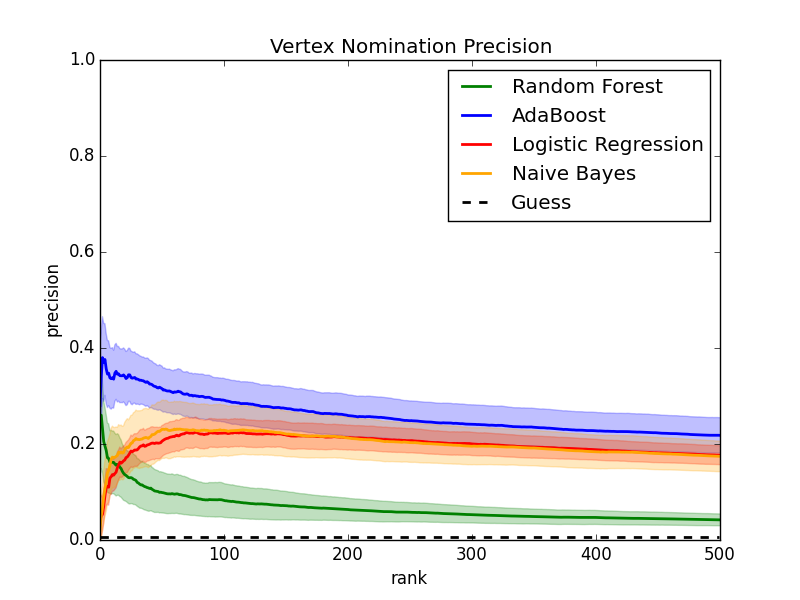 Vertex Nomination Precision
1.0
0.8
0.6
0.4
0.2
0.0
precision
Random Forest
AdaBoost
Logistic Regression
Naive Bayes
Guess
0
100
200
300
400
500
rank